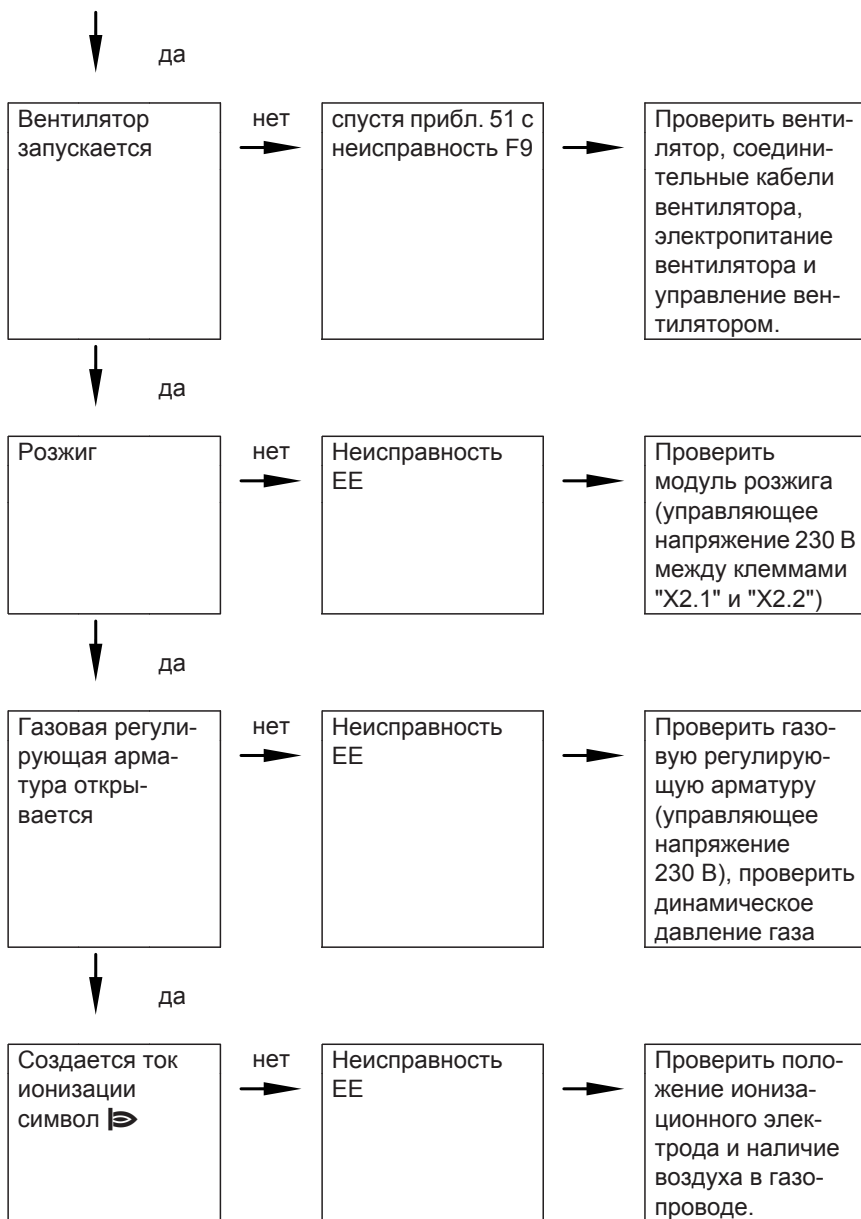 да
Вентилятор
запускается
нет
спустя прибл. 51 с
неисправность F9
Проверить венти-
лятор, соедини-
тельные кабели
вентилятора,
электропитание
вентилятора и
управление вен-
тилятором.
да
Розжиг
нет
Неисправность
EE
Проверить
модуль розжига
(управляющее
напряжение 230 В
между клеммами
"X2.1" и "X2.2")
да
Газовая регули-
рующая арма-
тура откры-
вается
нет
Неисправность
EE
Проверить газо-
вую регулирую-
щую арматуру
(управляющее
напряжение
230 В), проверить
динамическое
давление газа
да
Создается ток
ионизации
символ
нет
Неисправность
EE
Проверить поло-
жение иониза-
ционного элек-
трода и наличие
воздуха в газо-
проводе.